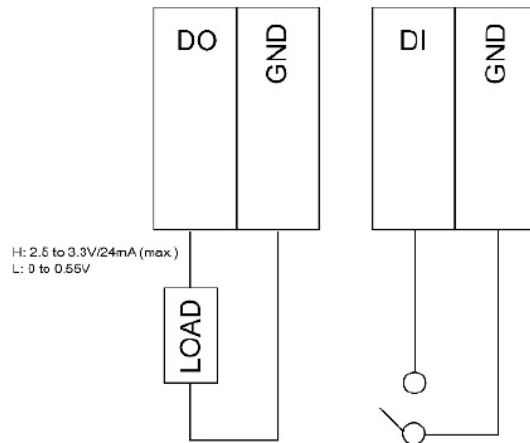 DO
GND
DI
GND
H: 2.5 to 3.3V/24mA (max.)
L: 0 to 0.55V
LOAD